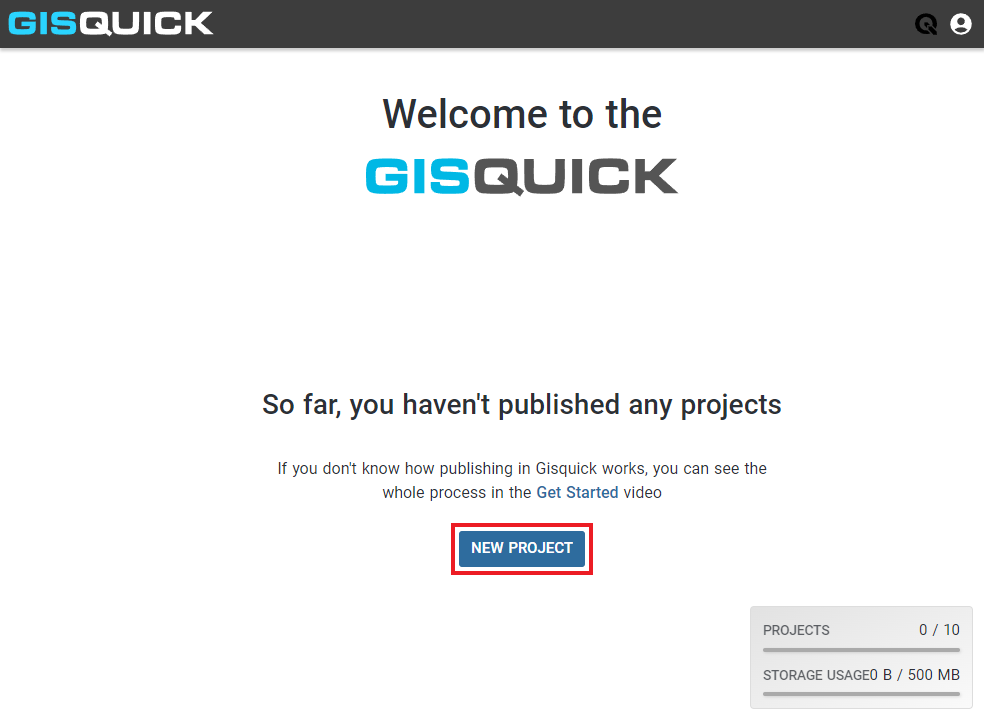 GISQUICK
Welcome to the
GISQUICK
So far, you haven't published any projects
If you don't know how publishing in Gisquick works, you can see the
whole process in the Get Started video
NEW PROJECT
PROJECTS 0 / 10
STORAGE USAGE0 B / 500 MB